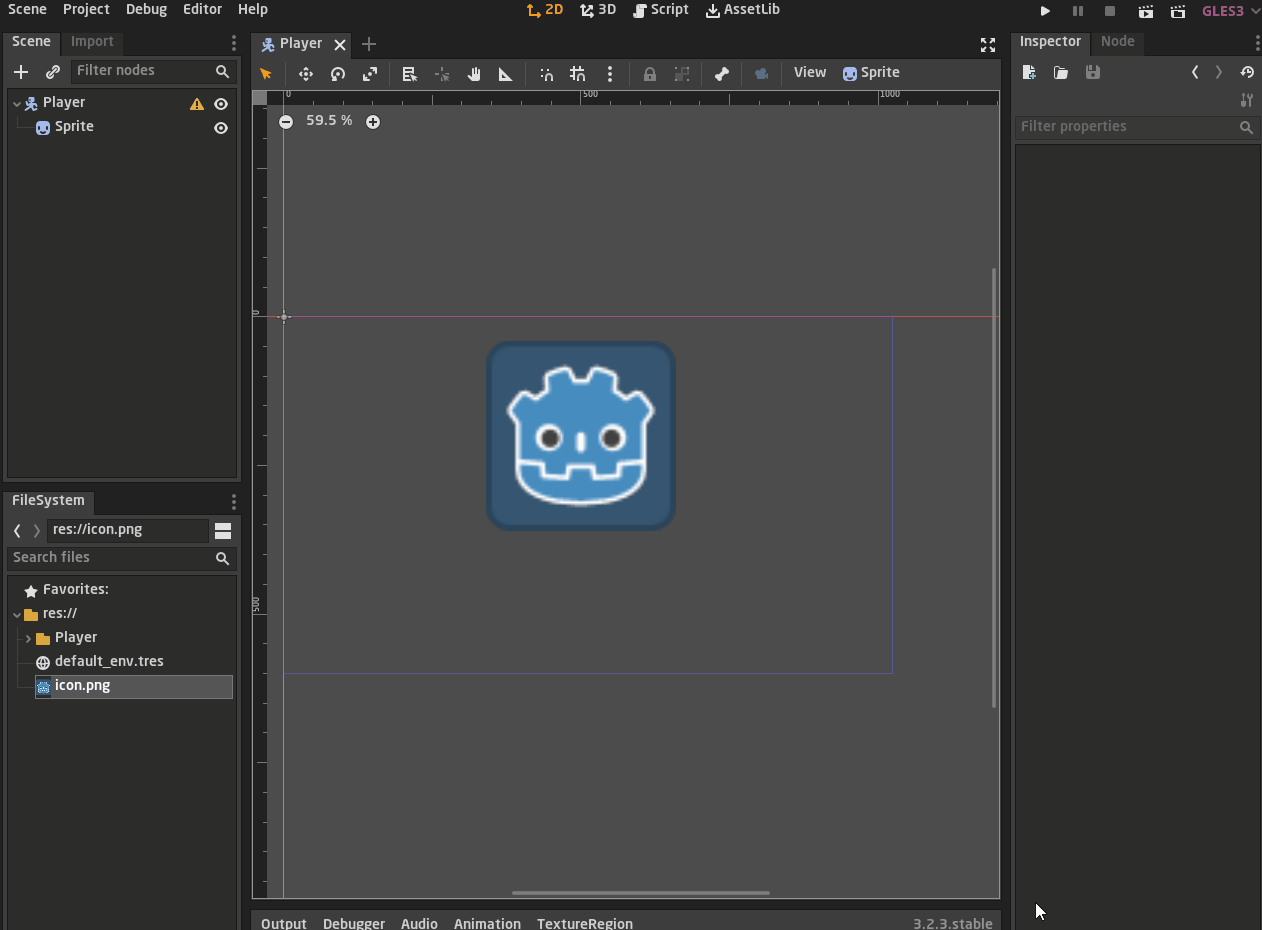 Scene Project Debug Editor Help 2D 3D Script AssetLib GLES3
Scene Import
Filter nodes
Player
Sprite
FileSystem
res://icon.png
Search files
Favorites:
res://
Player
default_env.tres
icon.png
Player
View Sprite
0 500 1000
59.5 %
0
500
Output Debugger Audio Animation TextureRegion 3.2.3.stable
Inspector Node
Filter properties